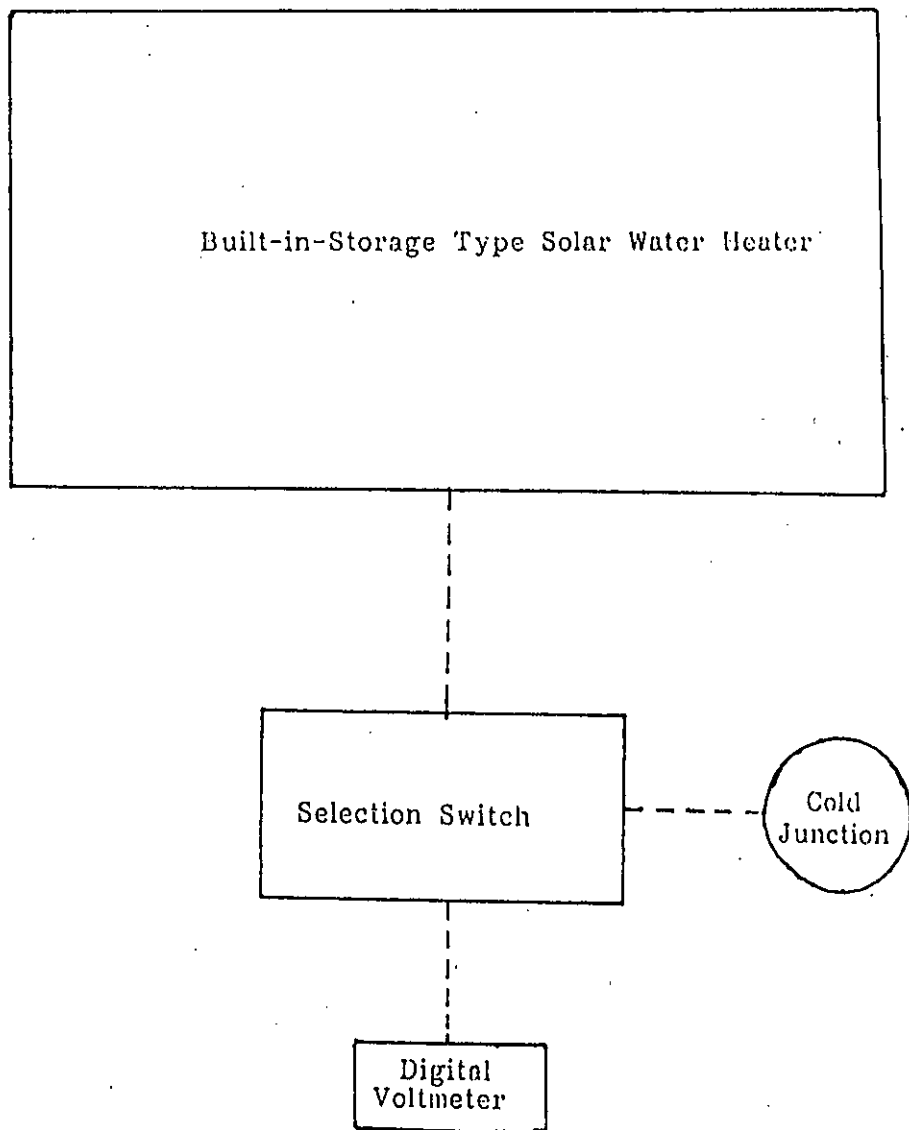 Built-in-Storage Type Solar Water Heater
Selection Switch
Cold
Junction
Digital
Voltmeter